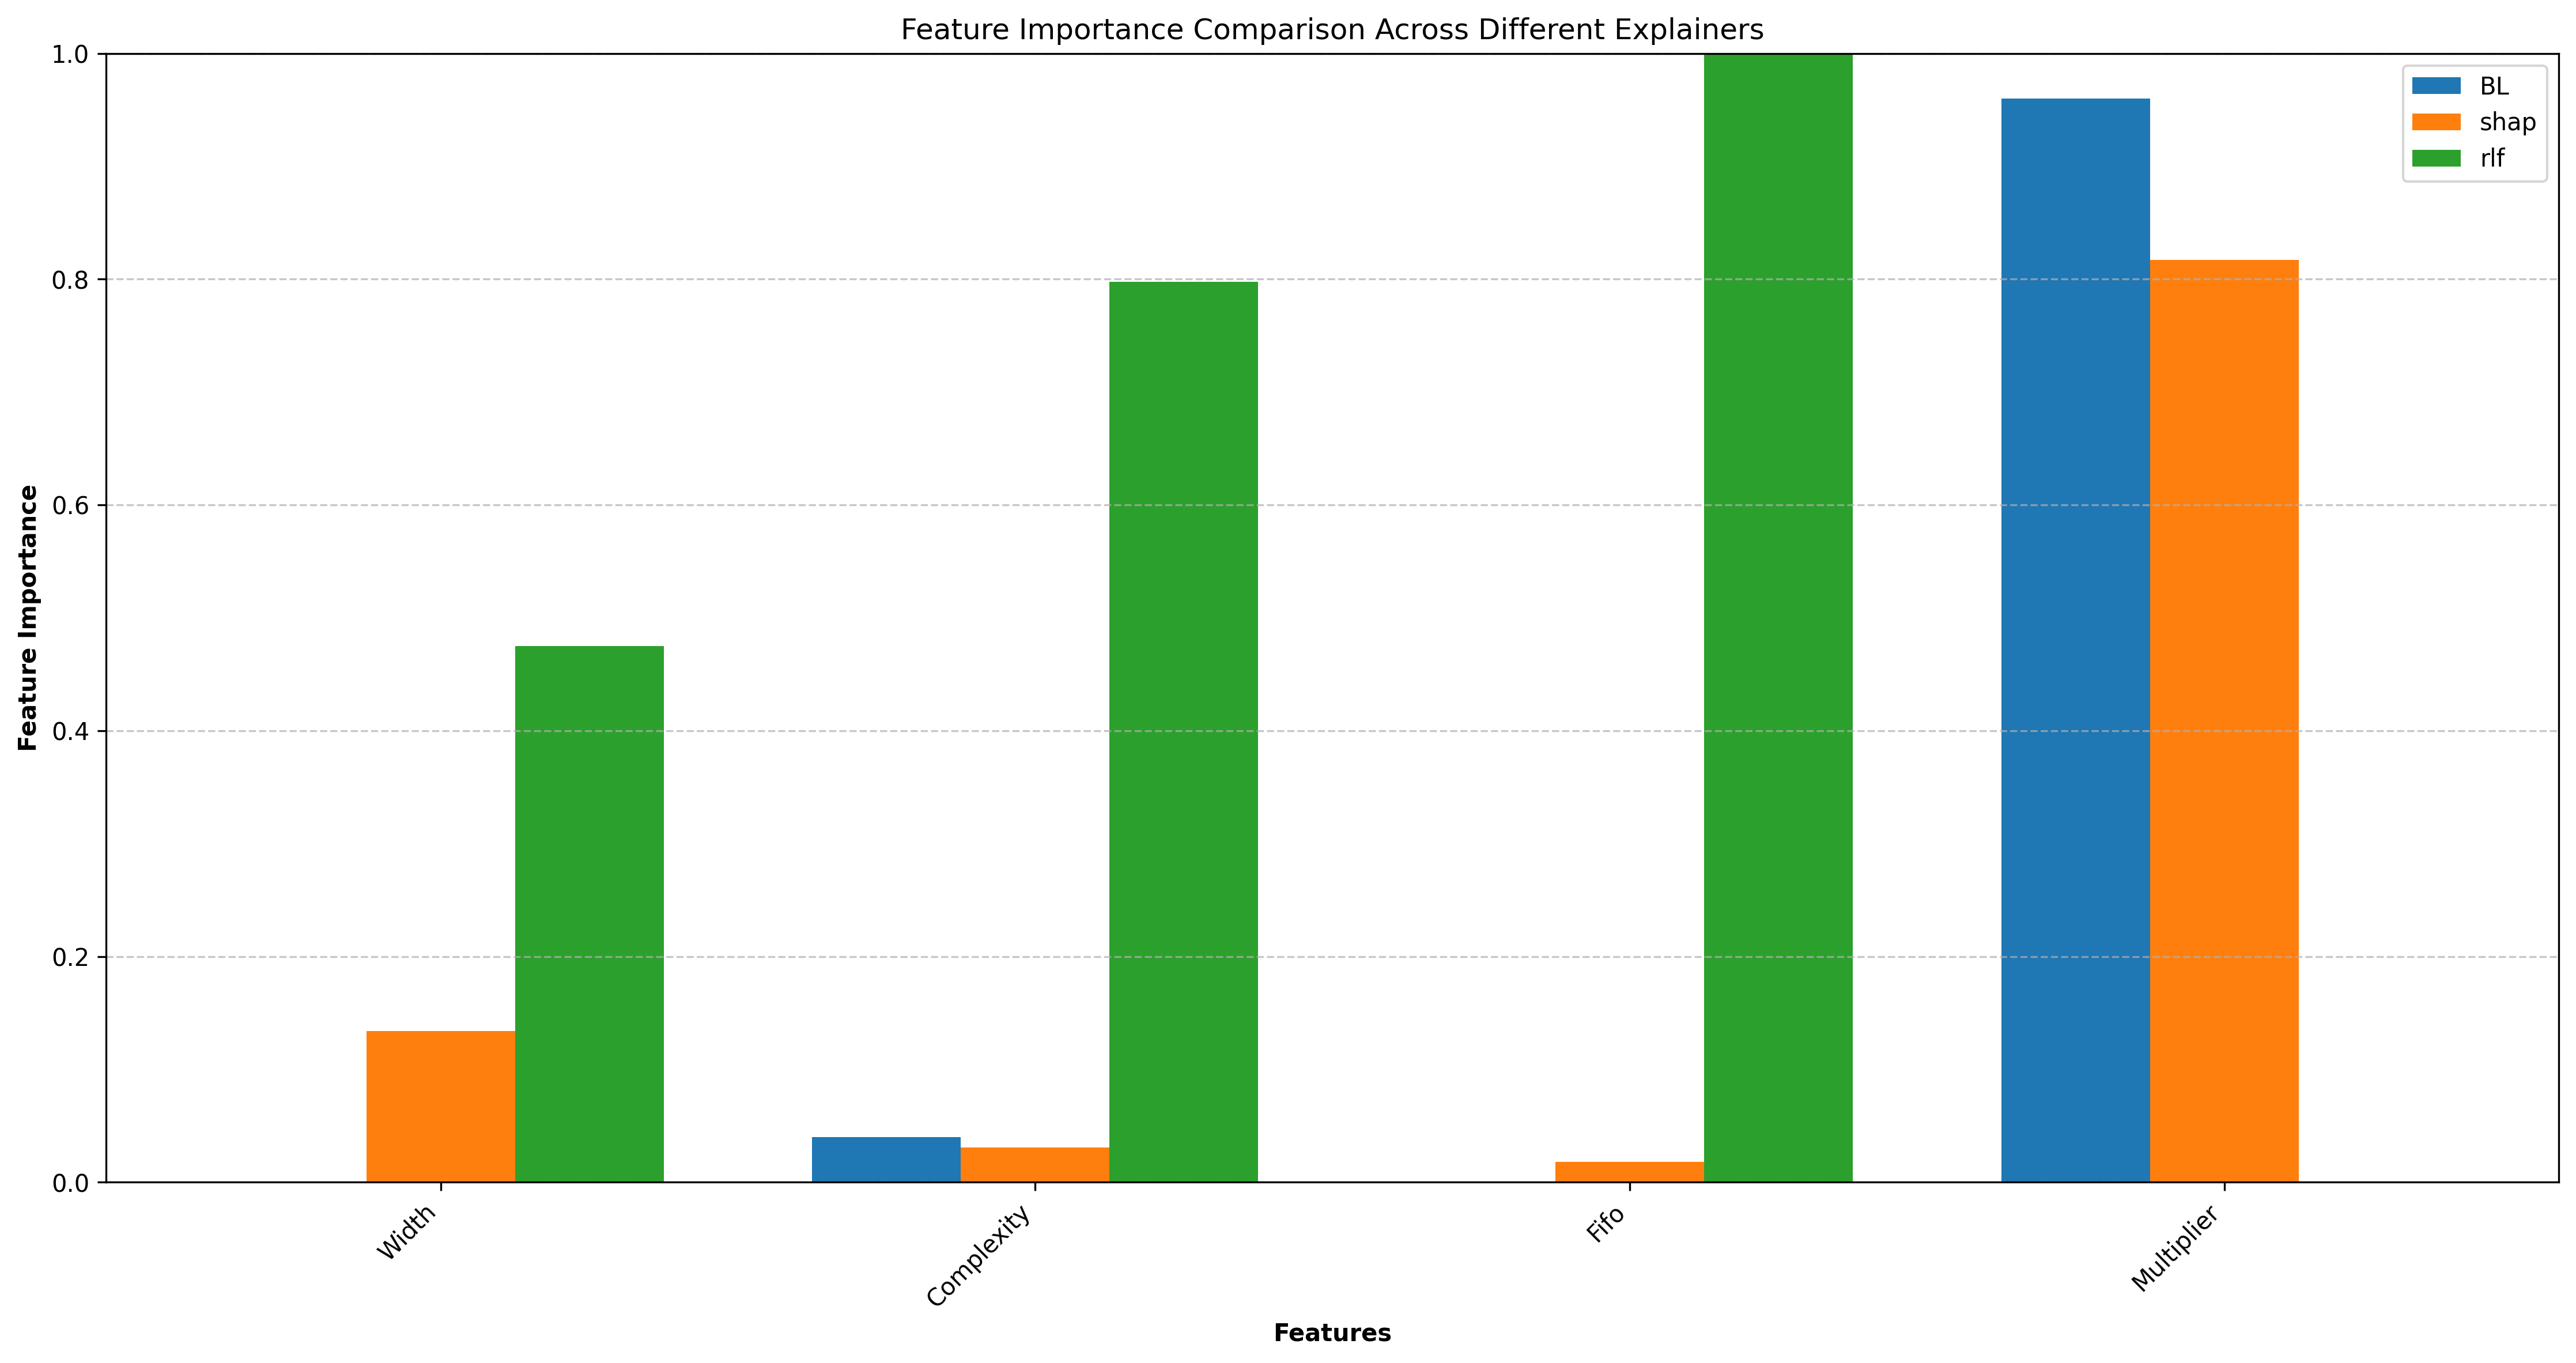 Feature Importance Comparison Across Different Explainers
1.0
0.8
0.6
0.4
0.2
0.0
Feature Importance
BL
shap
rlf
Width
Complexity
Fifo
Multiplier
Features